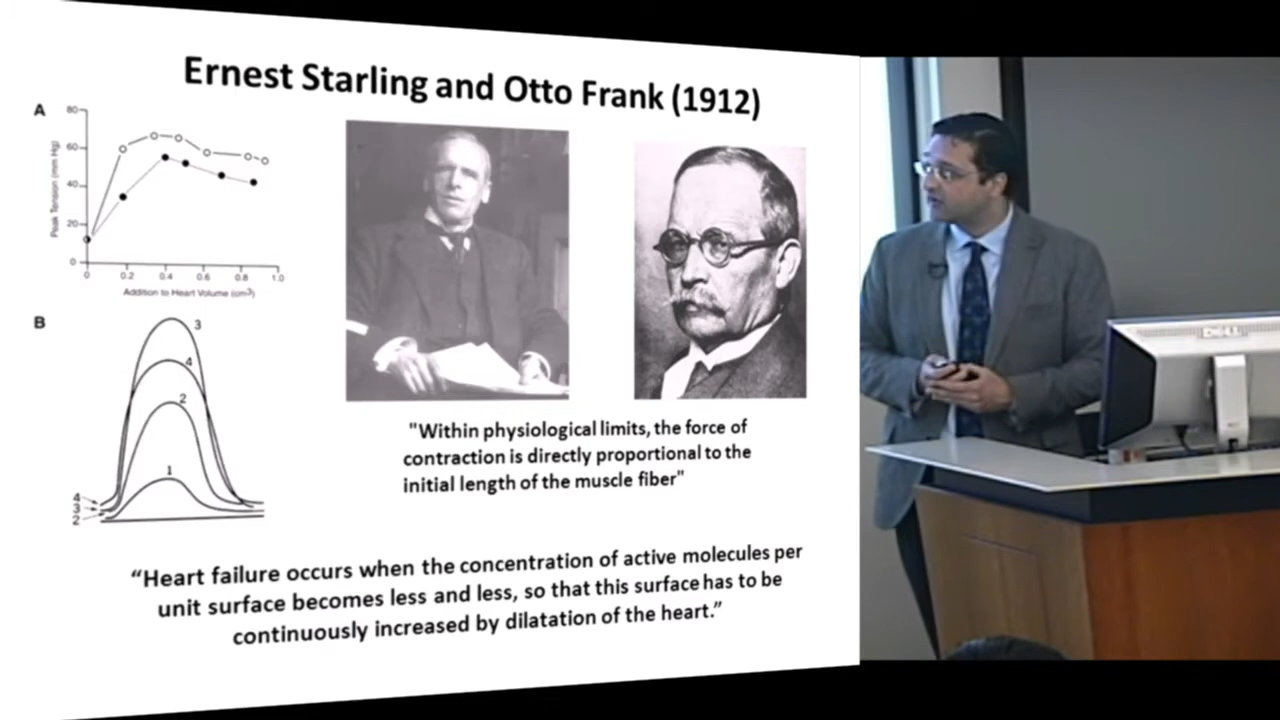 Ernest Starling and Otto Frank (1912)
A
80
60
40
20
0
Peak Tension (mm Hg)
0 0.2 0.4 0.6 0.8 1.0
Addition to Heart Volume (cm3)
B
3
4
2
1
4
3
2
"Within physiological limits, the force of
contraction is directly proportional to the
initial length of the muscle fiber"
“Heart failure occurs when the concentration of active molecules per
unit surface becomes less and less, so that this surface has to be
continuously increased by dilatation of the heart.”
DELL